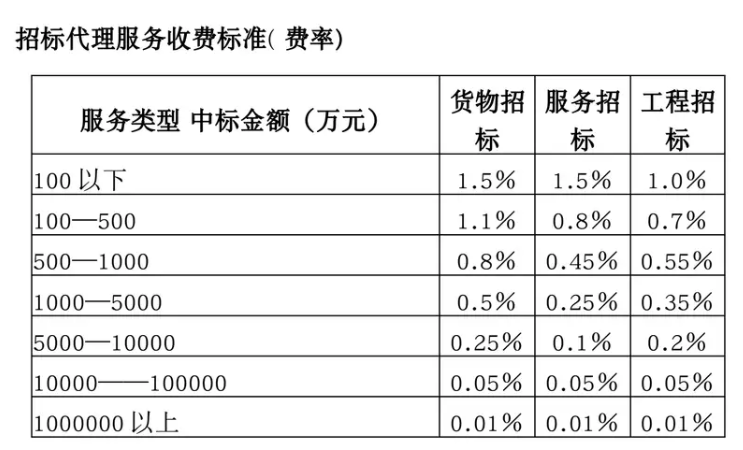 招标代理服务收费标准( 费率)
服务类型 中标金额（万元） 货物招标 服务招标 工程招标
100 以下 1.5% 1.5% 1.0%
100—500 1.1% 0.8% 0.7%
500—1000 0.8% 0.45% 0.55%
1000—5000 0.5% 0.25% 0.35%
5000—10000 0.25% 0.1% 0.2%
10000——100000 0.05% 0.05% 0.05%
1000000 以上 0.01% 0.01% 0.01%